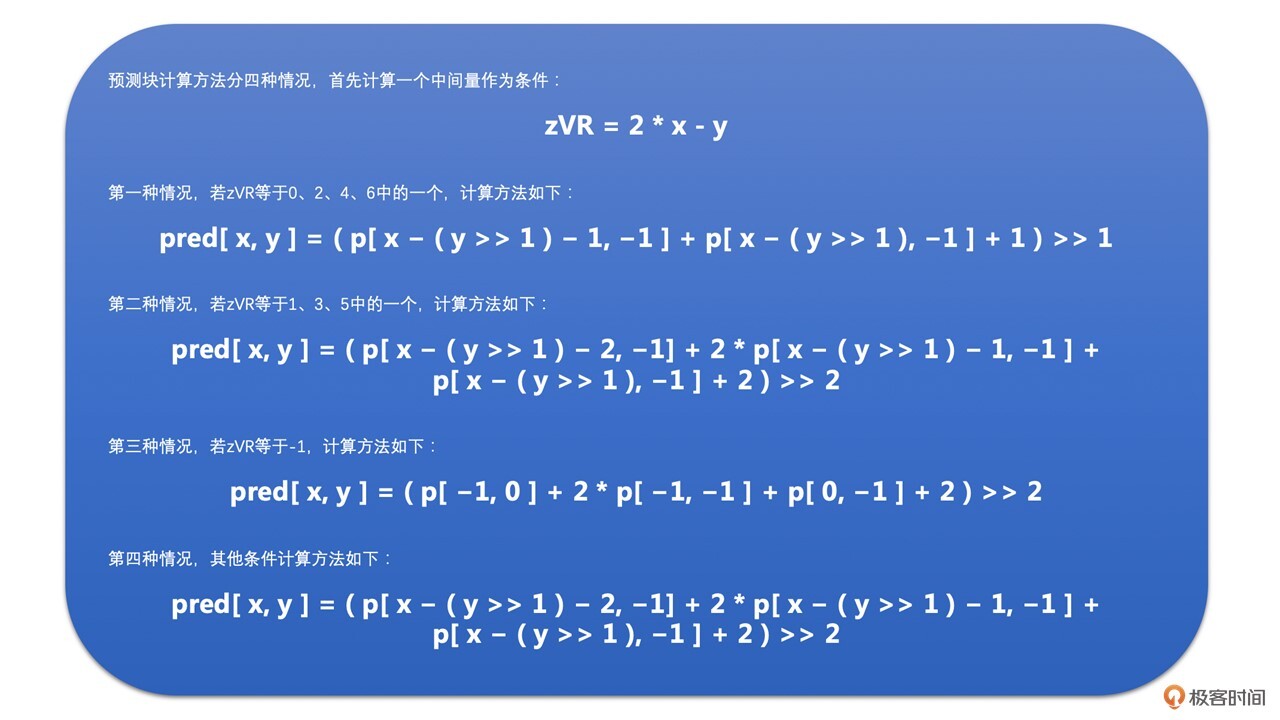 预测块计算方法分四种情况，首先计算一个中间量作为条件：
zVR = 2 * x - y
第一种情况，若zVR等于0、2、4、6中的一个，计算方法如下：
pred[ x, y ] = ( p[ x − ( y >> 1 ) − 1, −1 ] + p[ x − ( y >> 1 ), −1 ] + 1 ) >> 1
第二种情况，若zVR等于1、3、5中的一个，计算方法如下：
pred[ x, y ] = ( p[ x − ( y >> 1 ) − 2, −1] + 2 * p[ x − ( y >> 1 ) − 1, −1 ] +
p[ x − ( y >> 1 ), −1 ] + 2 ) >> 2
第三种情况，若zVR等于-1，计算方法如下：
pred[ x, y ] = ( p[ −1, 0 ] + 2 * p[ −1, −1 ] + p[ 0, −1 ] + 2 ) >> 2
第四种情况，其他条件计算方法如下：
pred[ x, y ] = ( p[ x − ( y >> 1 ) − 2, −1] + 2 * p[ x − ( y >> 1 ) − 1, −1 ] +
p[ x − ( y >> 1 ), −1 ] + 2 ) >> 2
极客时间